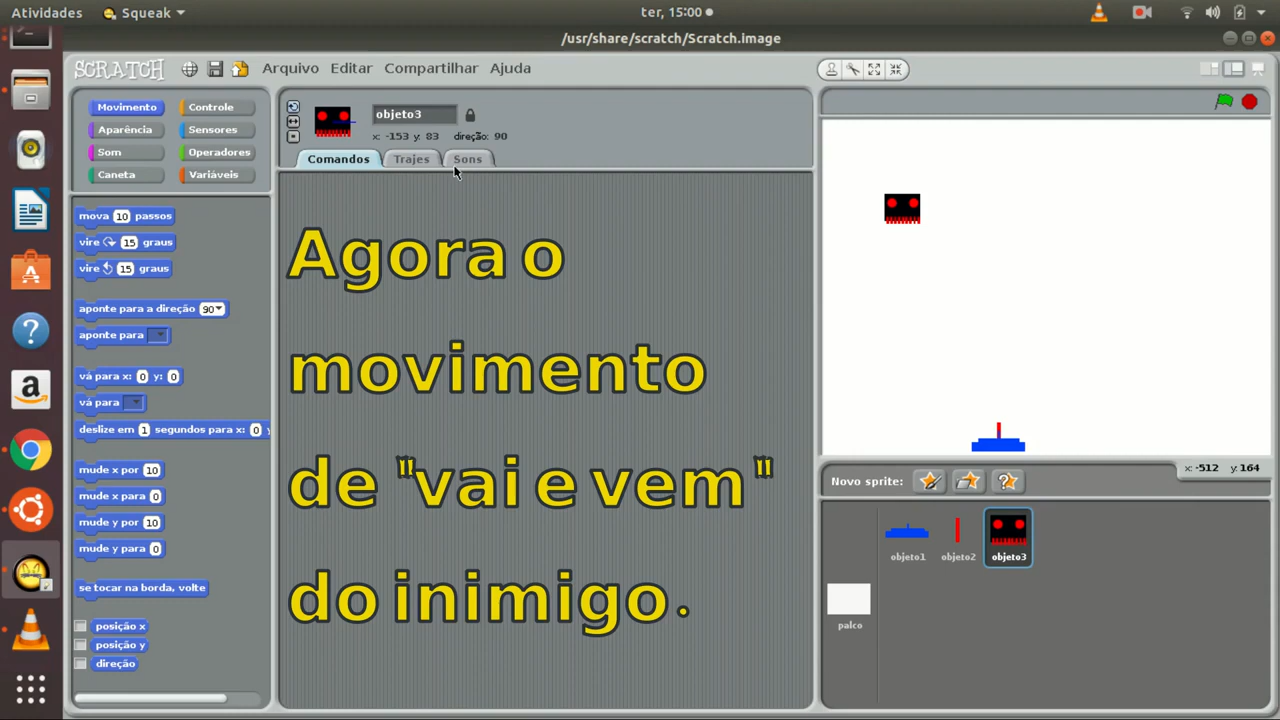 Atividades Squeak ter, 15:00
/usr/share/scratch/Scratch.image
SCRATCH Arquivo Editar Compartilhar Ajuda
Movimento Controle
Aparência Sensores
Som Operadores
Caneta Variáveis
objeto3
x: -153 y: 83 direção: 90
Comandos Trajes Sons
mova 10 passos
vire 15 graus
vire 15 graus
aponte para a direção 90
aponte para
vá para x: 0 y: 0
vá para
deslize em 1 segundos para x: 0 y
mude x por 10
mude x para 0
mude y por 10
mude y para 0
se tocar na borda, volte
posição x
posição y
direção
Agora o
movimento
de "vai e vem"
do inimigo.
x: -512 y: 164
Novo sprite:
objeto1 objeto2 objeto3
palco